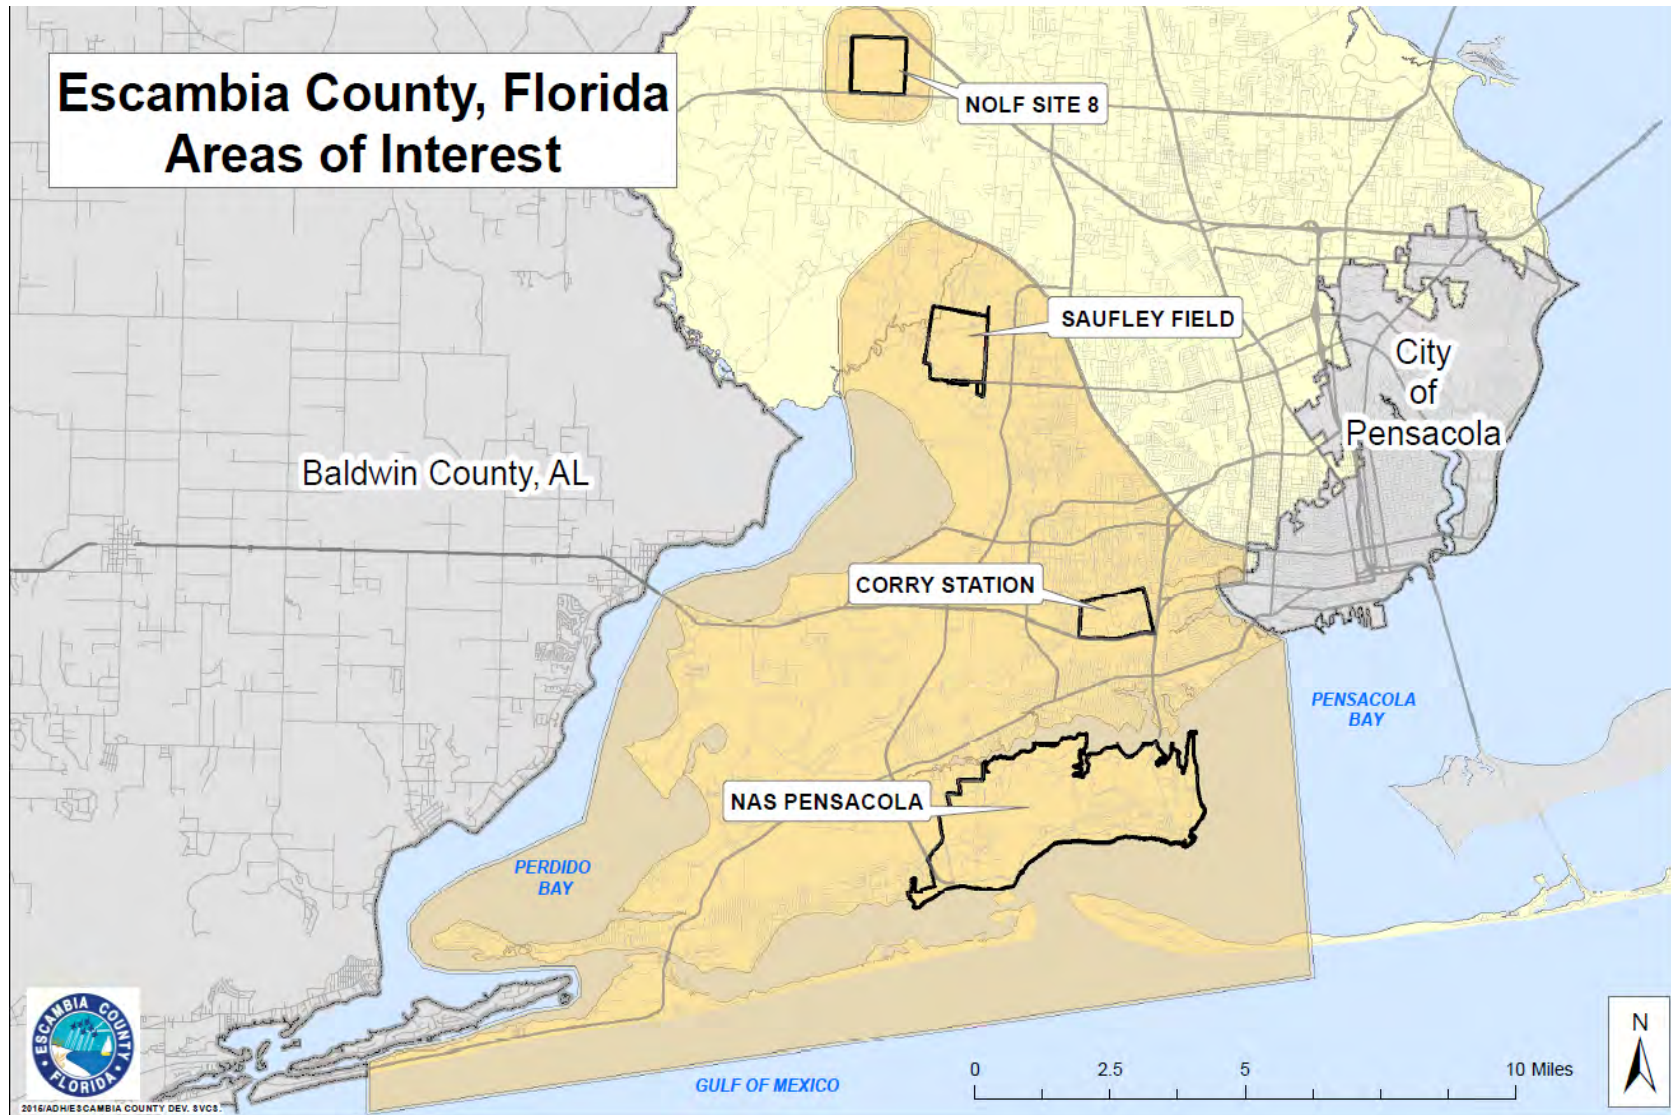 Escambia County, Florida
Areas of Interest
NOLF SITE 8
SAUFLEY FIELD
City
of
Pensacola
Baldwin County, AL
CORRY STATION
PENSACOLA
BAY
NAS PENSACOLA
PERDIDO
BAY
GULF OF MEXICO
0 2.5 5 10 Miles
N
ESCAMBIA COUNTY
FLORIDA
2016/ADH/ESCAMBIA COUNTY DEV. SVCS.